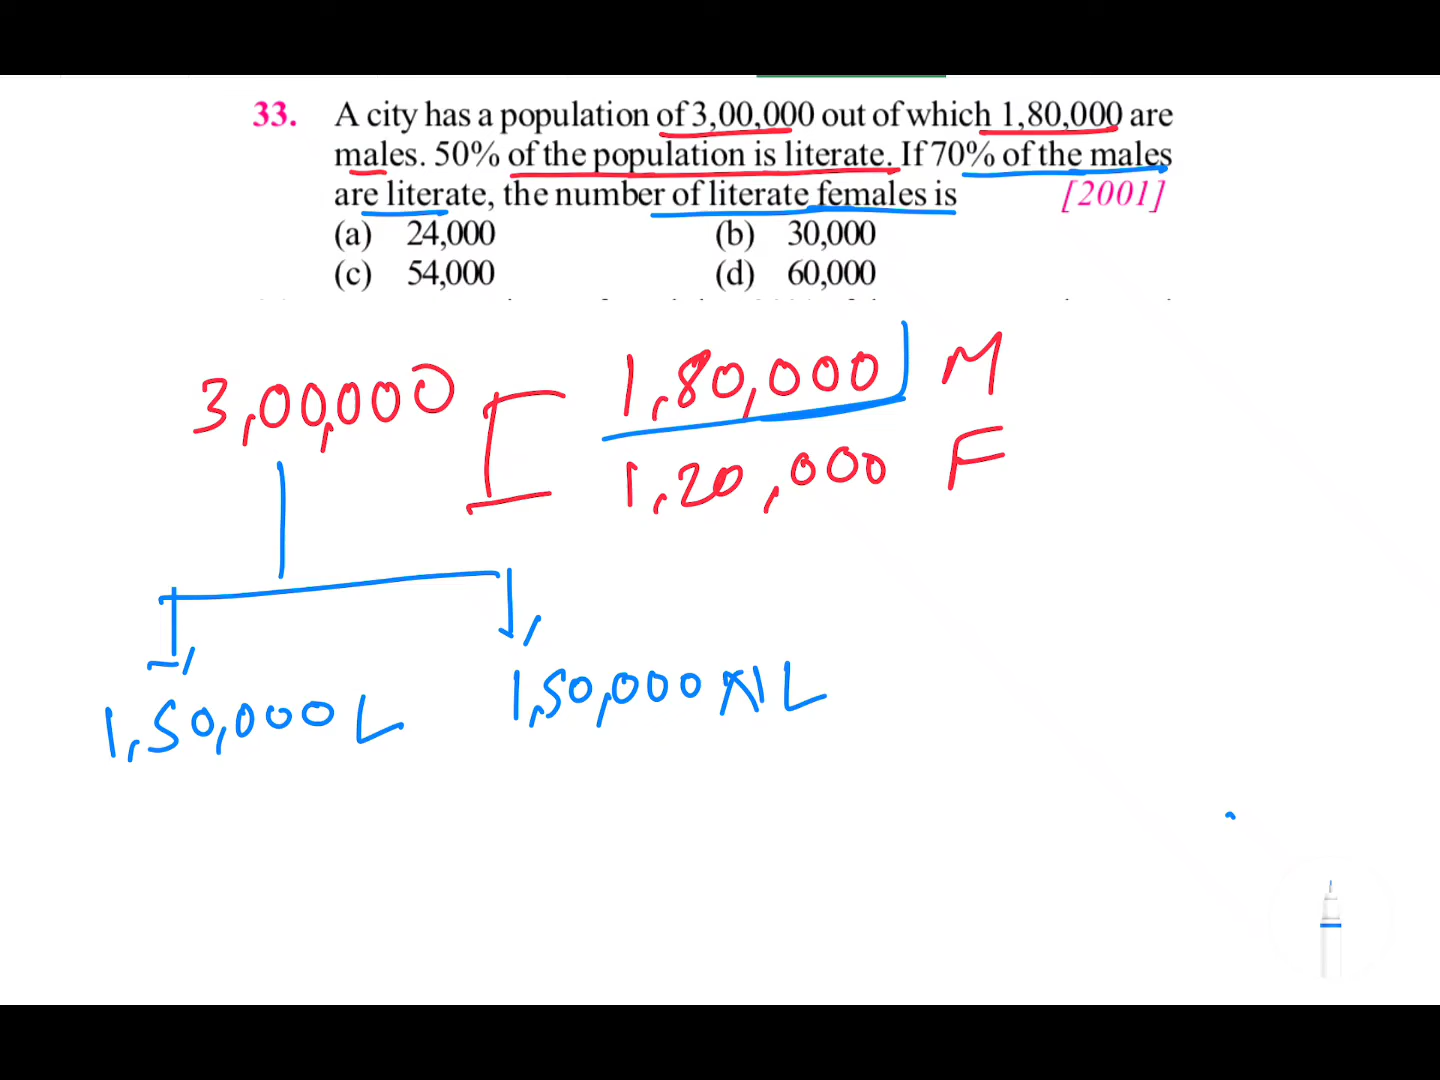 33. A city has a population of 3,00,000 out of which 1,80,000 are
males. 50% of the population is literate. If 70% of the males
are literate, the number of literate females is [2001]
(a) 24,000 (b) 30,000
(c) 54,000 (d) 60,000
3,00,000 1,80,000 M
1,20,000 F
1,50,000 L 1,50,000 NL